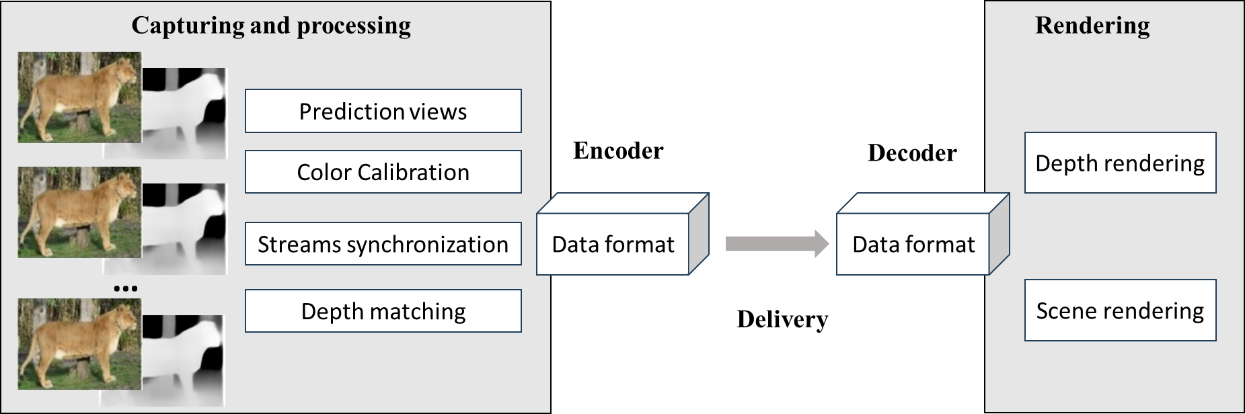 Capturing and processing
Prediction views
Color Calibration
Streams synchronization
Depth matching
...
Encoder
Data format
Delivery
Decoder
Data format
Rendering
Depth rendering
Scene rendering